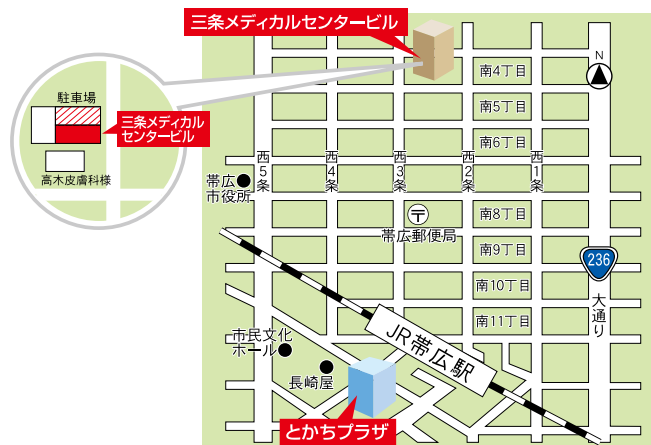 三条メディカルセンタービル
N
南4丁目
駐車場
南5丁目
三条メディカル
センタービル
南6丁目
西5条
西4条
西3条
西2条
西1条
高木皮膚科様
帯広
市役所
〒
南8丁目
帯広郵便局
南9丁目
236
南10丁目
大通り
南11丁目
市民文化
ホール
JR帯広駅
長崎屋
とかちプラザ